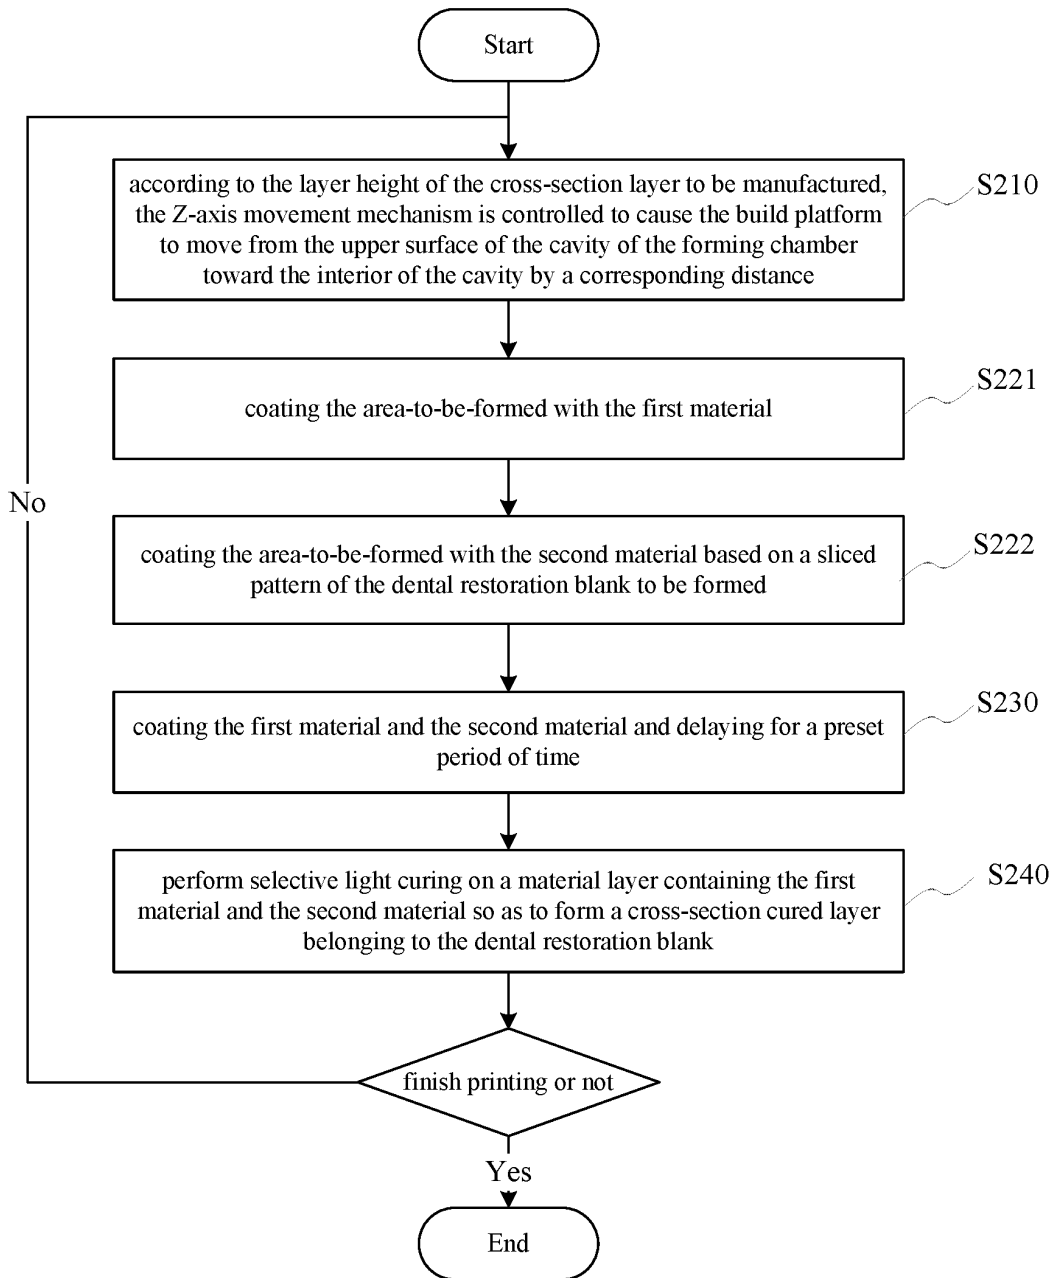 Start
according to the layer height of the cross-section layer to be manufactured,
the Z-axis movement mechanism is controlled to cause the build platform
to move from the upper surface of the cavity of the forming chamber
toward the interior of the cavity by a corresponding distance
S210
coating the area-to-be-formed with the first material
S221
No
coating the area-to-be-formed with the second material based on a sliced
pattern of the dental restoration blank to be formed
S222
coating the first material and the second material and delaying for a preset
period of time
S230
perform selective light curing on a material layer containing the first
material and the second material so as to form a cross-section cured layer
belonging to the dental restoration blank
S240
finish printing or not
Yes
End